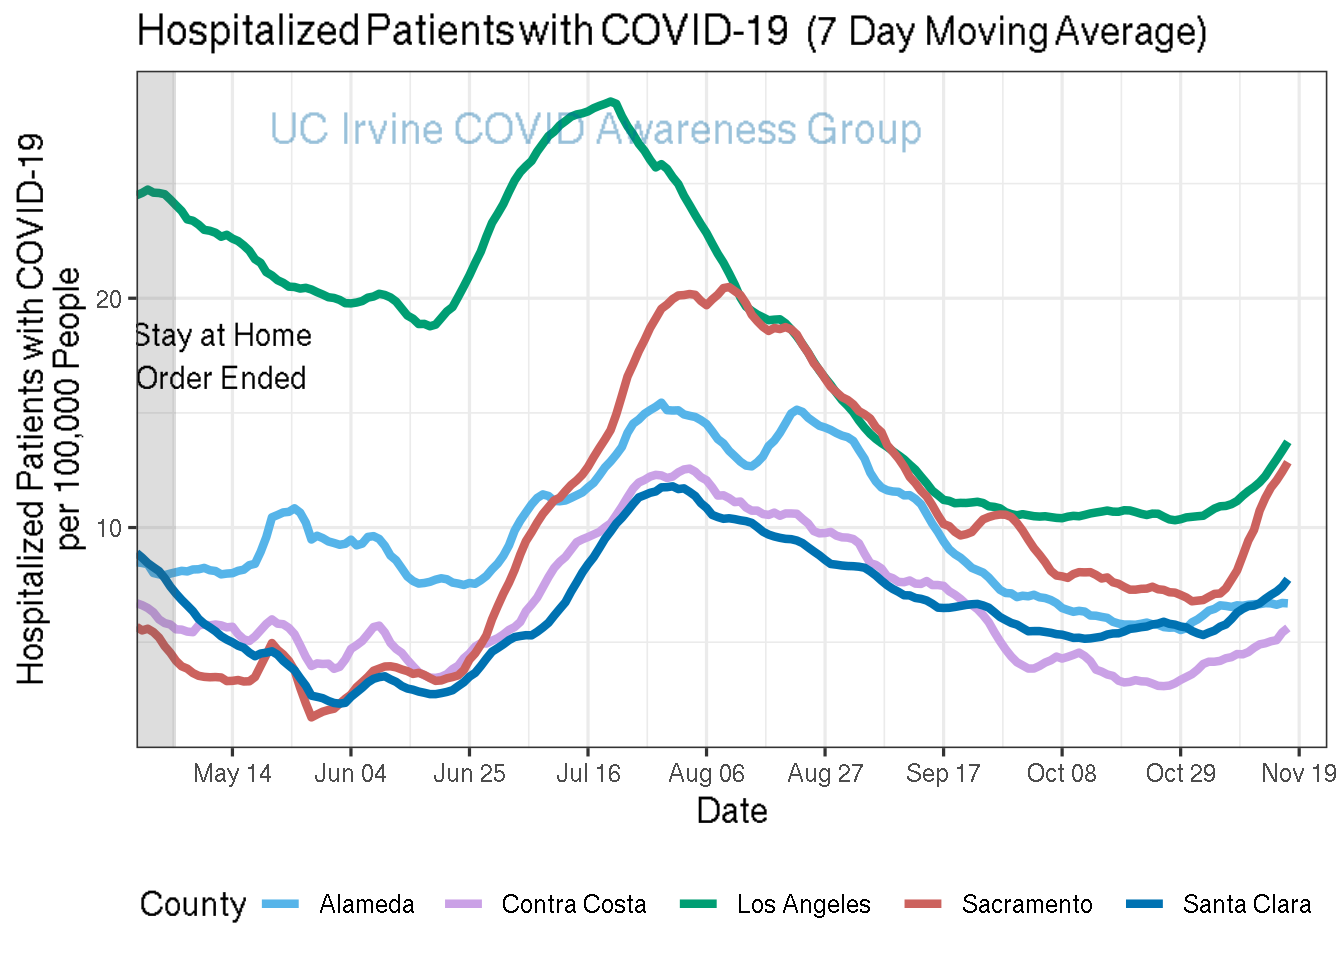 Hospitalized Patients with COVID-19 (7 Day Moving Average)
UC Irvine COVID Awareness Group
Hospitalized Patients with COVID-19
per 100,000 People
20
10
Stay at Home
Order Ended
May 14 Jun 04 Jun 25 Jul 16 Aug 06 Aug 27 Sep 17 Oct 08 Oct 29 Nov 19
Date
County Alameda Contra Costa Los Angeles Sacramento Santa Clara